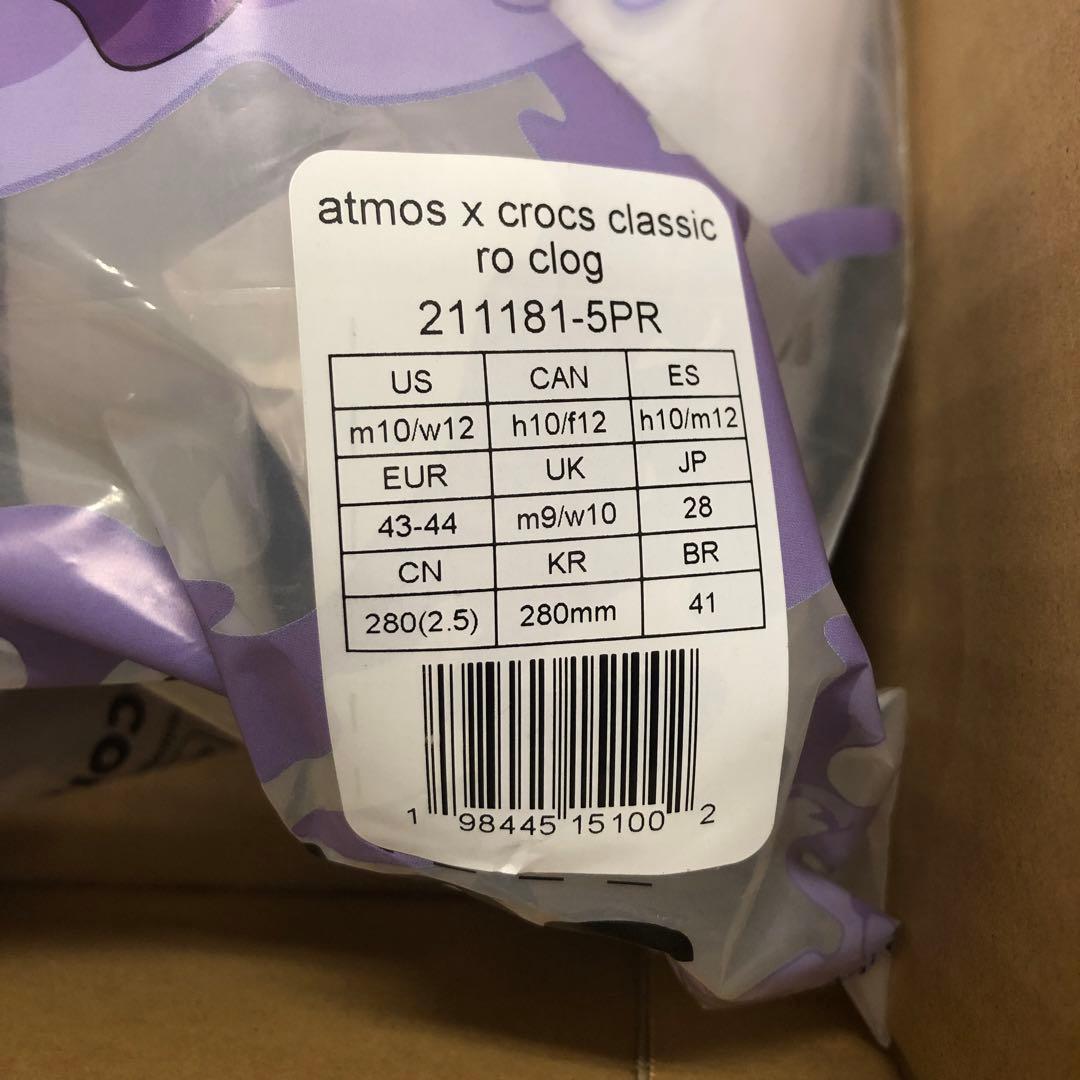 atmos x crocs classic
ro clog
211181-5PR
US CAN ES
m10/w12 h10/f12 h10/m12
EUR UK JP
43-44 m9/w10 28
CN KR BR
280(2.5) 280mm 41
1 98445 15100 2